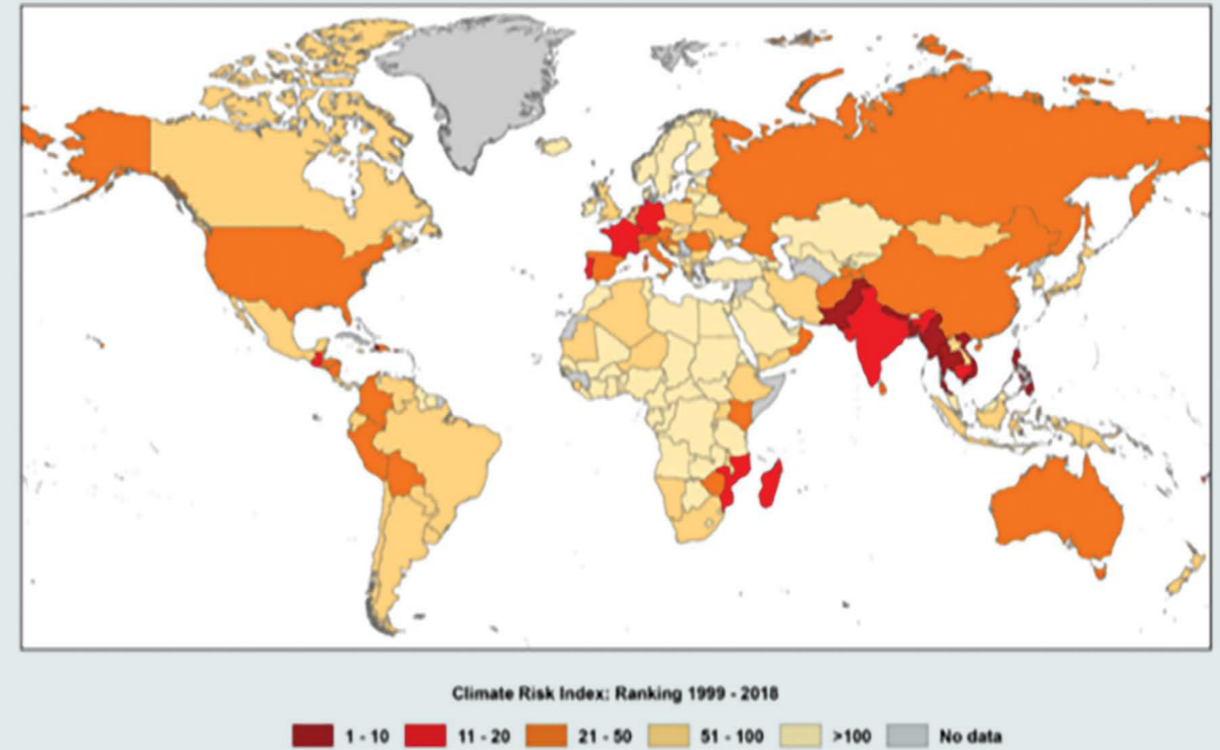 Climate Risk Index: Ranking 1999 - 2018
1 - 10 11 - 20 21 - 50 51 - 100 >100 No data